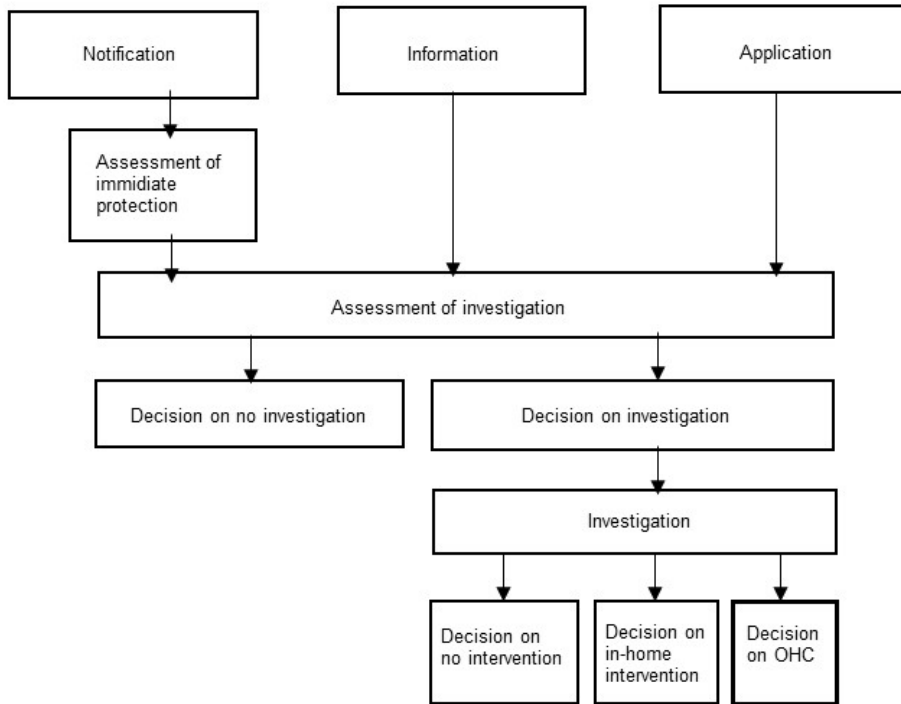 Notification
Information
Application
Assessment of
immidiate
protection
Assessment of investigation
Decision on no investigation
Decision on investigation
Investigation
Decision on
no intervention
Decision on
in-home
intervention
Decision
on OHC